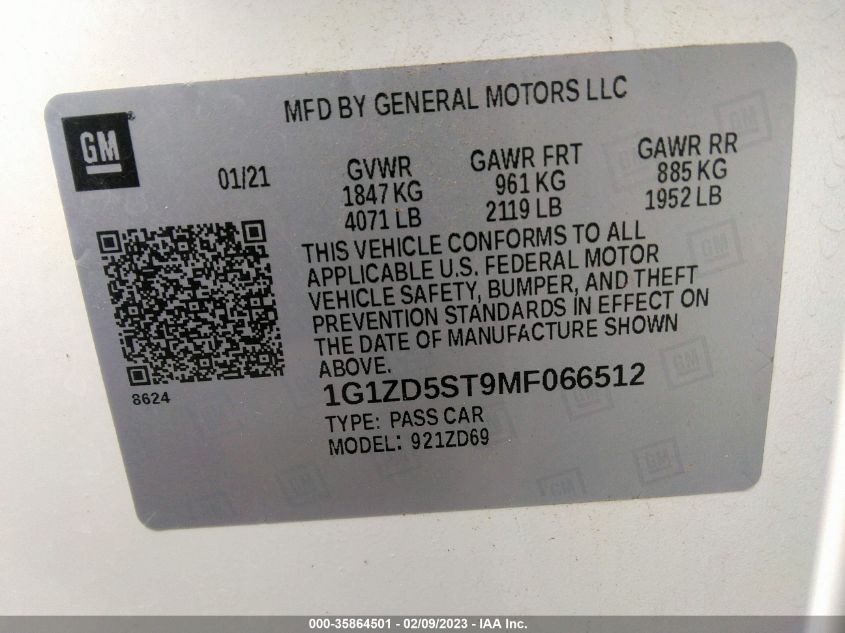 MFD BY GENERAL MOTORS LLC
GM
01/21
GVWR
1847 KG
4071 LB
GAWR FRT
961 KG
2119 LB
GAWR RR
885 KG
1952 LB
THIS VEHICLE CONFORMS TO ALL
APPLICABLE U.S. FEDERAL MOTOR
VEHICLE SAFETY, BUMPER, AND THEFT
PREVENTION STANDARDS IN EFFECT ON
THE DATE OF MANUFACTURE SHOWN
ABOVE.
8624
1G1ZD5ST9MF066512
TYPE: PASS CAR
MODEL: 921ZD69
000-35864501 - 02/09/2023 - IAA Inc.